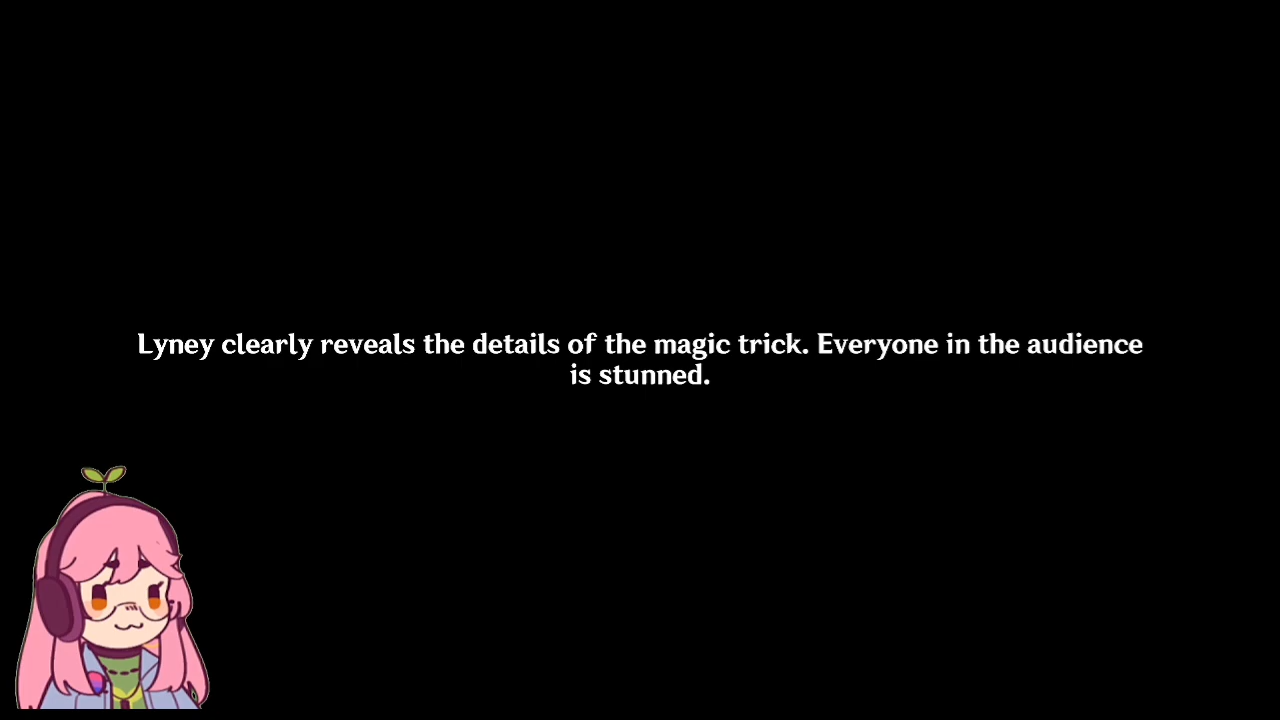 Lyney clearly reveals the details of the magic trick. Everyone in the audience
is stunned.